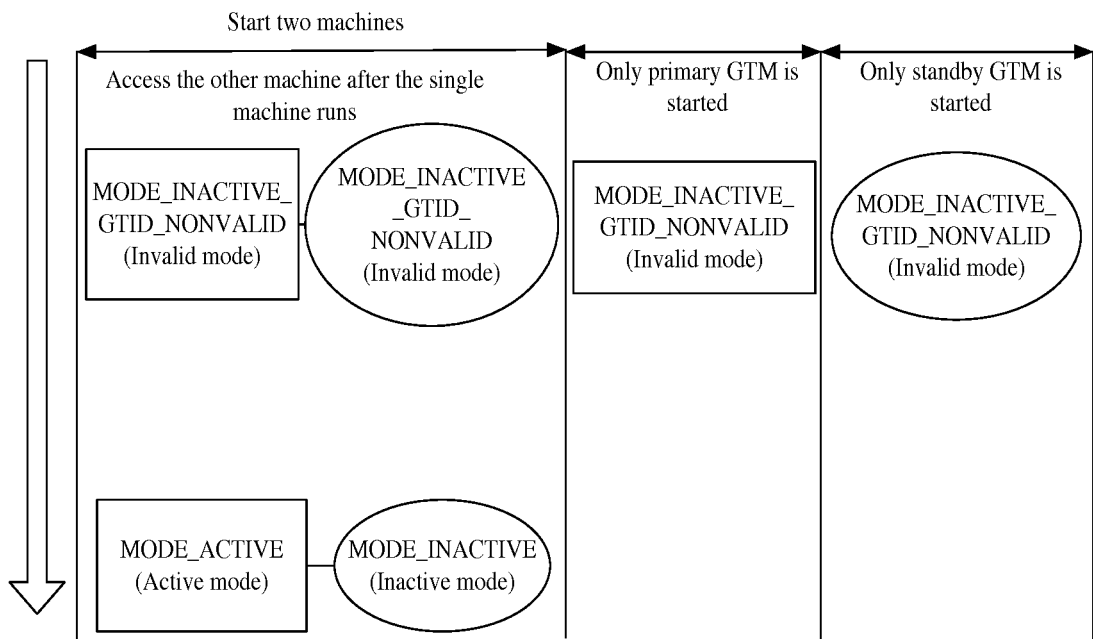 Start two machines
Access the other machine after the single
machine runs
Only primary GTM is
started
Only standby GTM is
started
MODE_INACTIVE_
GTID_NONVALID
(Invalid mode)
MODE_INACTIVE
_GTID_
NONVALID
(Invalid mode)
MODE_INACTIVE_
GTID_NONVALID
(Invalid mode)
MODE_INACTIVE_
GTID_NONVALID
(Invalid mode)
MODE_ACTIVE
(Active mode)
MODE_INACTIVE
(Inactive mode)